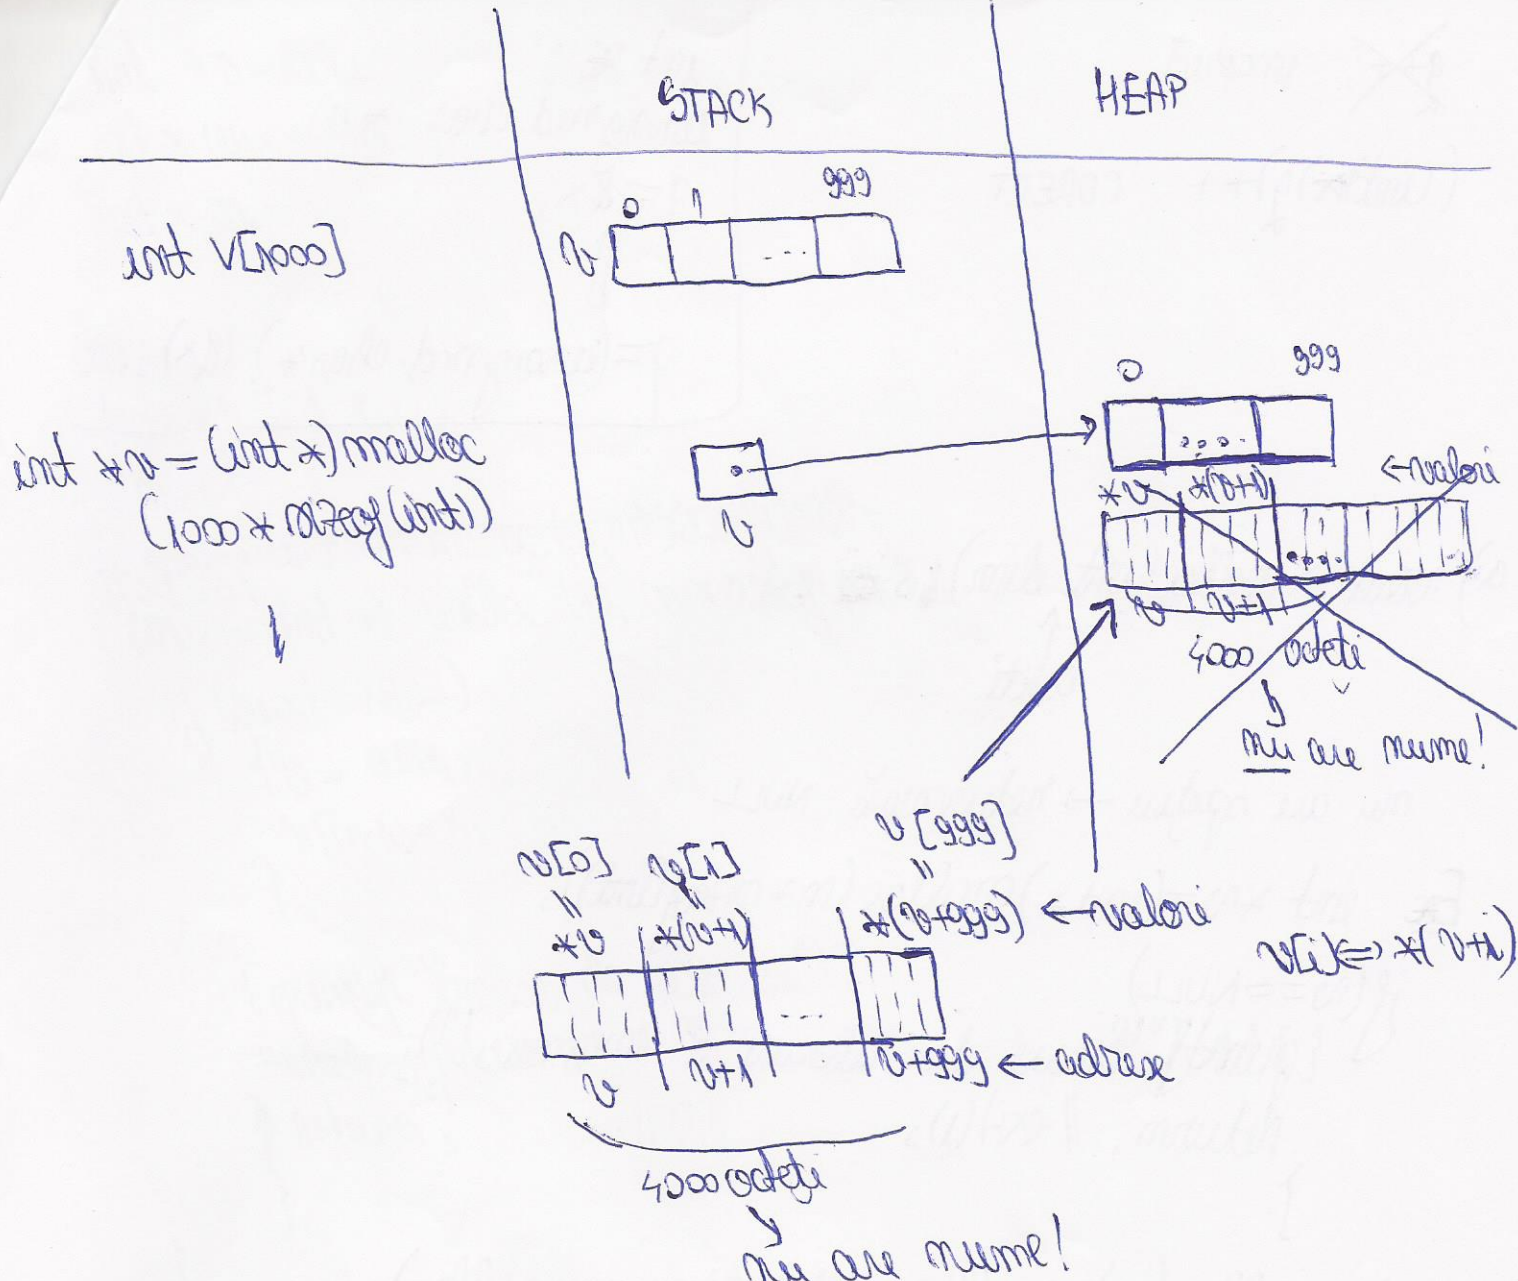 STACK HEAP
0 1 999
int V[1000] v ...
0 999
int *v = (int *) malloc ....
(1000 * sizeof(int))
v
*v *(v+1) ← valori
....
v v+1
4000 octeți
nu are nume!
v[0] v[1] v[999]
" " "
*v *(v+1) *(v+999) ← valori
v[i] <=> *(v+i)
...
v v+1 v+999 ← adrese
4000 octeți
nu are nume!